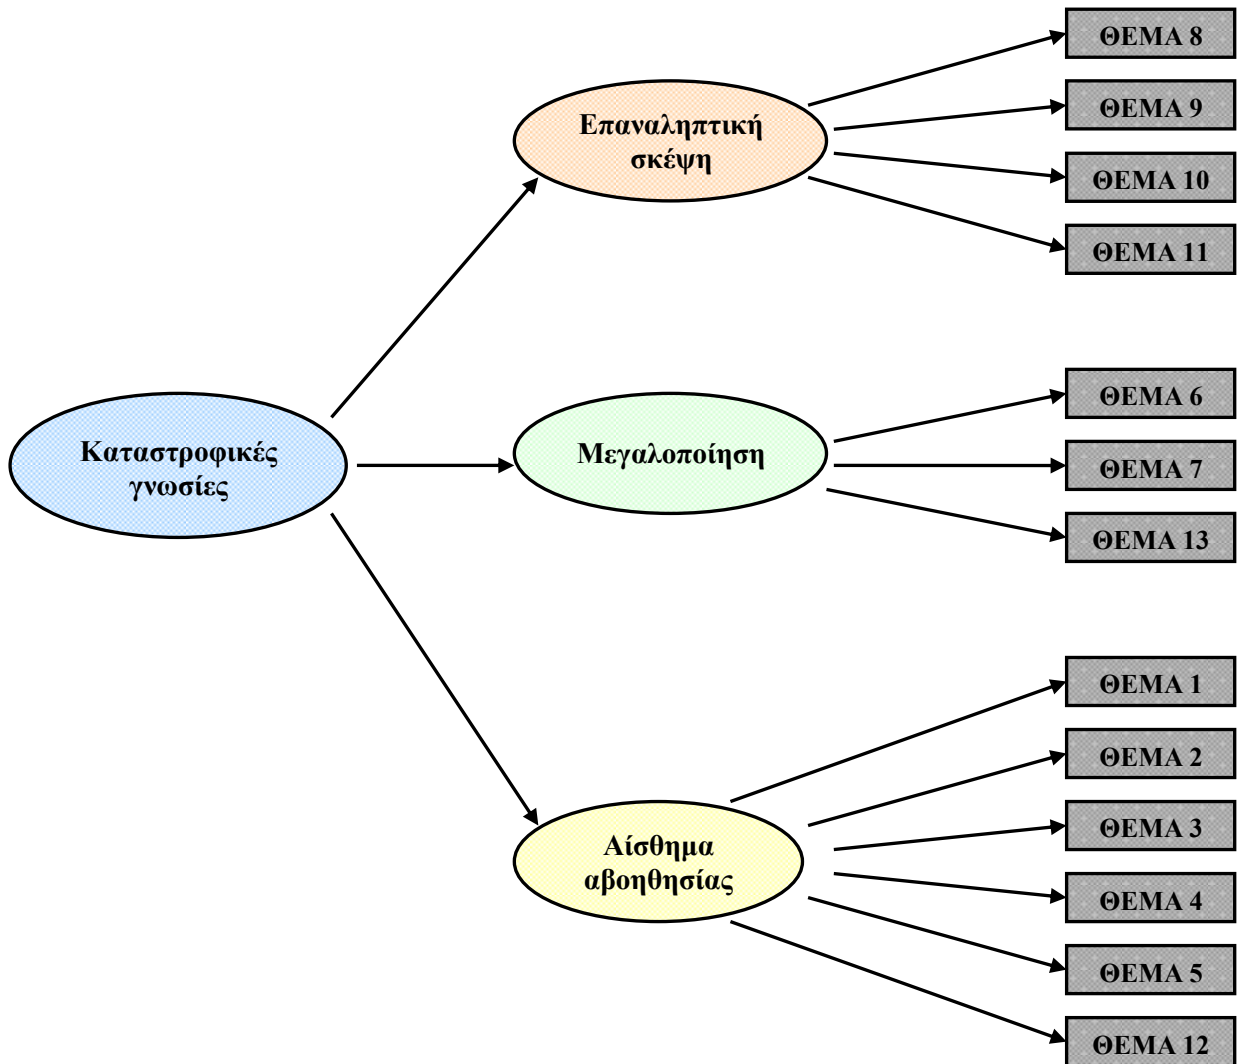 ΘΕΜΑ 8
ΘΕΜΑ 9
ΘΕΜΑ 10
ΘΕΜΑ 11
Επαναληπτική
σκέψη
ΘΕΜΑ 6
ΘΕΜΑ 7
ΘΕΜΑ 13
Καταστροφικές
γνωσίες
Μεγαλοποίηση
ΘΕΜΑ 1
ΘΕΜΑ 2
ΘΕΜΑ 3
ΘΕΜΑ 4
ΘΕΜΑ 5
ΘΕΜΑ 12
Αίσθημα
αβοηθησίας